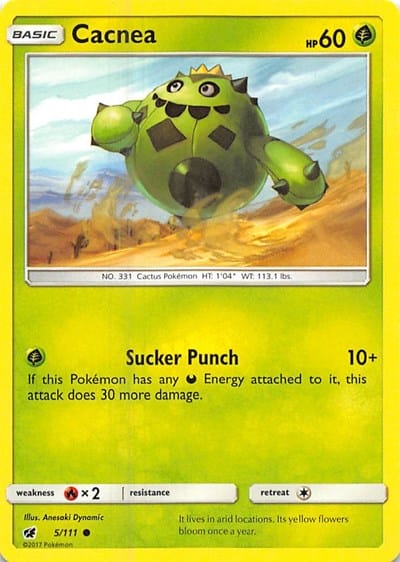 BASIC Cacnea HP 60
NO. 331 Cactus Pokémon HT: 1'04" WT: 113.1 lbs.
Sucker Punch 10+
If this Pokémon has any Energy attached to it, this
attack does 30 more damage.
weakness × 2 resistance retreat
Illus. Anesaki Dynamic
5/111
©2017 Pokémon
It lives in arid locations. Its yellow flowers
bloom once a year.